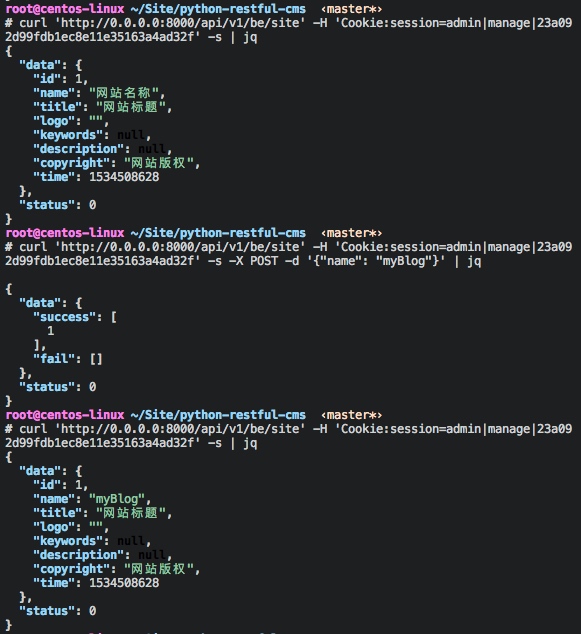 root@centos-linux ~/Site/python-restful-cms ‹master*›
# curl 'http://0.0.0.0:8000/api/v1/be/site' -H 'Cookie:session=admin|manage|23a09
2d99fdb1ec8e11e35163a4ad32f' -s | jq
{
  "data": {
    "id": 1,
    "name": "网站名称",
    "title": "网站标题",
    "logo": "",
    "keywords": null,
    "description": null,
    "copyright": "网站版权",
    "time": 1534508628
  },
  "status": 0
}
root@centos-linux ~/Site/python-restful-cms ‹master*›
# curl 'http://0.0.0.0:8000/api/v1/be/site' -H 'Cookie:session=admin|manage|23a09
2d99fdb1ec8e11e35163a4ad32f' -s -X POST -d '{"name": "myBlog"}' | jq
{
  "data": {
    "success": [
      1
    ],
    "fail": []
  },
  "status": 0
}
root@centos-linux ~/Site/python-restful-cms ‹master*›
# curl 'http://0.0.0.0:8000/api/v1/be/site' -H 'Cookie:session=admin|manage|23a09
2d99fdb1ec8e11e35163a4ad32f' -s | jq
{
  "data": {
    "id": 1,
    "name": "myBlog",
    "title": "网站标题",
    "logo": "",
    "keywords": null,
    "description": null,
    "copyright": "网站版权",
    "time": 1534508628
  },
  "status": 0
}